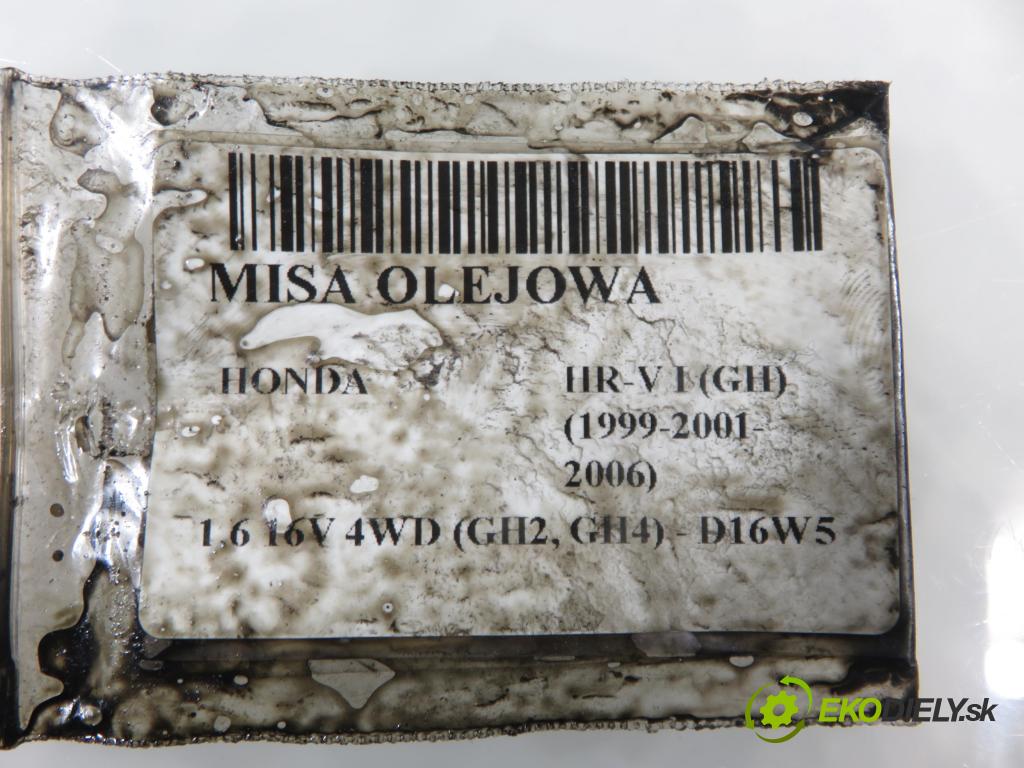 MISA OLEJOWA
HONDA HR-V I (GH)
(1999-2001-
2006)
1.6 16V 4WD (GH2, GH4) - D16W5
EKODIELY.sk